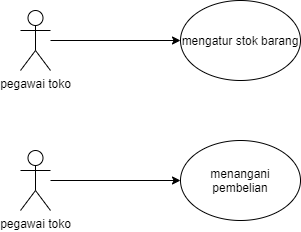 mengatur stok barang
pegawai toko
menangani
pembelian
pegawai toko